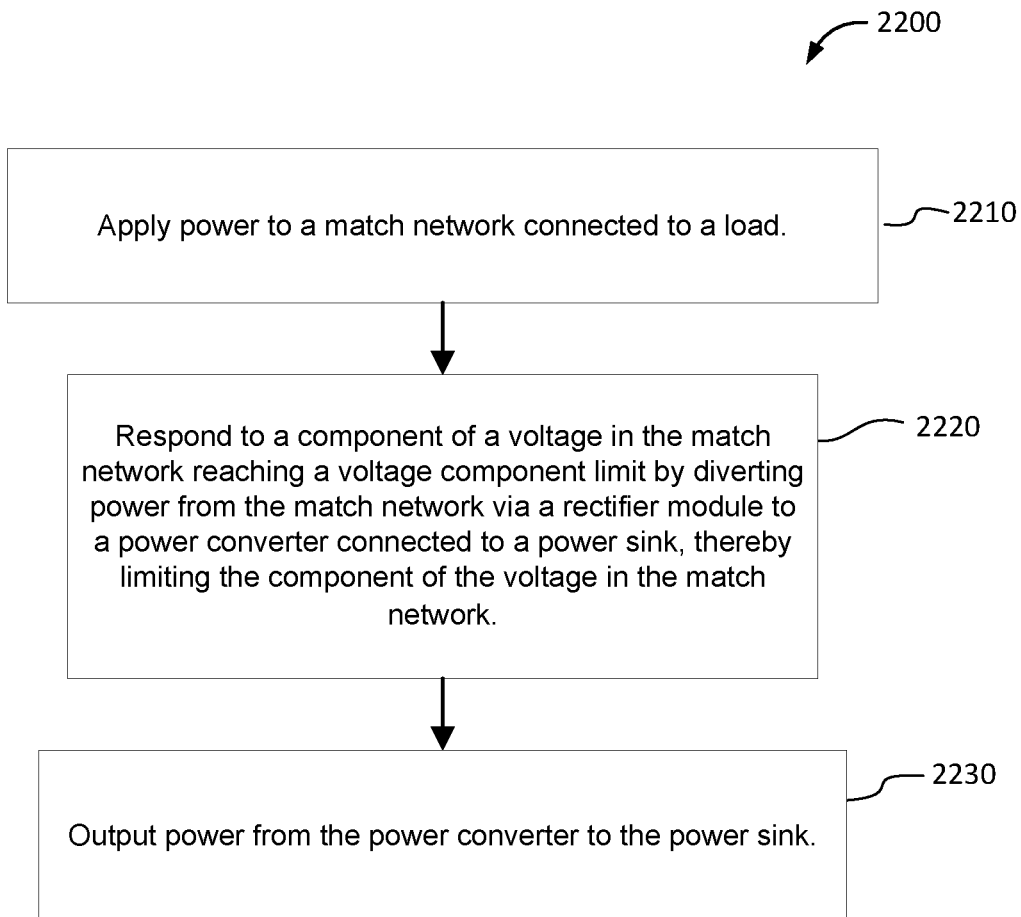 2200
Apply power to a match network connected to a load.
2210
Respond to a component of a voltage in the match
network reaching a voltage component limit by diverting
power from the match network via a rectifier module to
a power converter connected to a power sink, thereby
limiting the component of the voltage in the match
network.
2220
Output power from the power converter to the power sink.
2230